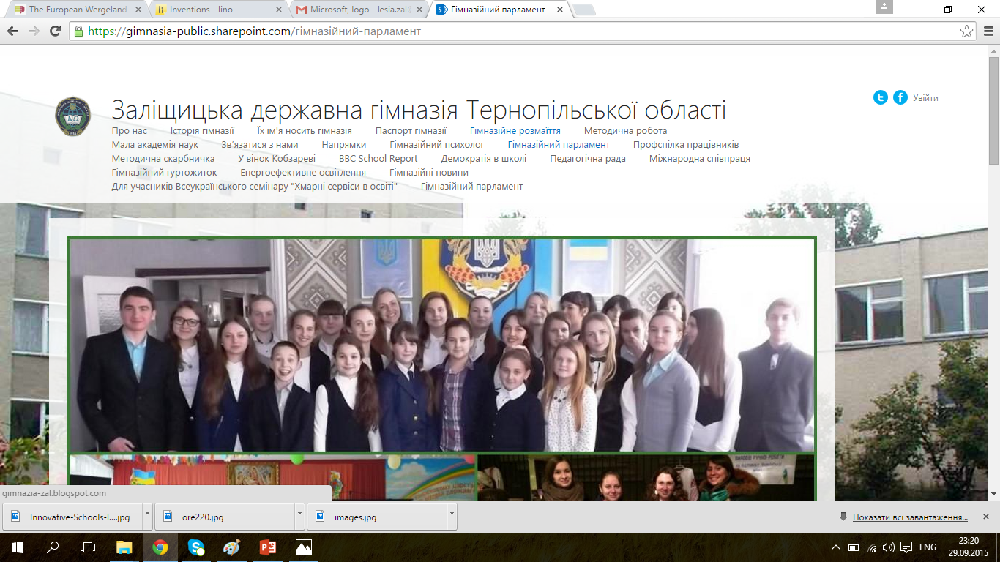 The European Wergeland
Inventions - lino
Microsoft, logo - lesia.zal@
Гімназійний парламент
https://gimnasia-public.sharepoint.com/гімназійний-парламент
Заліщицька державна гімназія Тернопільської області
Увійти
Про нас Історія гімназії Їх ім'я носить гімназія Паспорт гімназії Гімназійне розмаїття Методична робота
Мала академія наук Зв'язатися з нами Напрямки Гімназійний психолог Гімназійний парламент Профспілка працівників
Методична скарбничка У вінок Кобзареві BBC School Report Демократія в школі Педагогічна рада Міжнародна співпраця
Гімназійний гуртожиток Енергоефективне освітлення Гімназійні новини
Для учасників Всеукраїнського семінару "Хмарні сервіси в освіті" Гімназійний парламент
gimnazia-zal.blogspot.com
Innovative-Schools-I....jpg
ore220.jpg
images.jpg
Показати всі завантаження...
ENG
23:20
29.09.2015